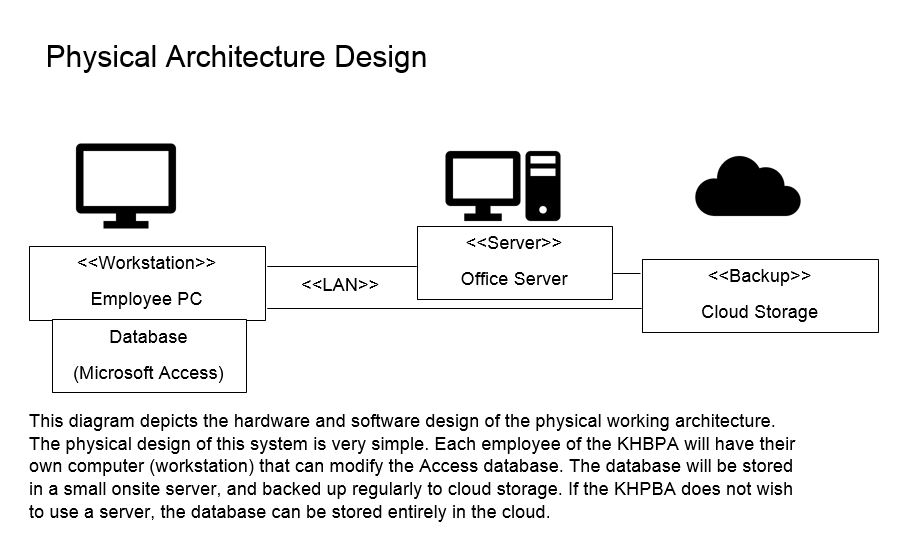 Physical Architecture Design
<<Workstation>>
Employee PC
Database
(Microsoft Access)
<<LAN>>
<<Server>>
Office Server
<<Backup>>
Cloud Storage
This diagram depicts the hardware and software design of the physical working architecture.
The physical design of this system is very simple. Each employee of the KHBPA will have their
own computer (workstation) that can modify the Access database. The database will be stored
in a small onsite server, and backed up regularly to cloud storage. If the KHPBA does not wish
to use a server, the database can be stored entirely in the cloud.